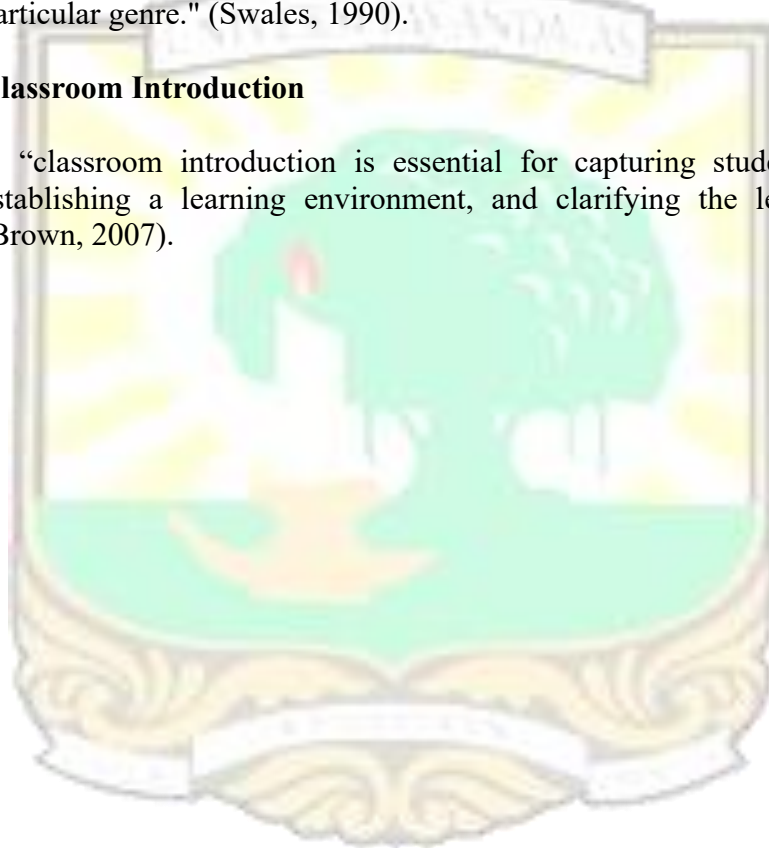 articular genre." (Swales, 1990).
lassroom Introduction
“classroom introduction is essential for capturing stud
stablishing a learning environment, and clarifying the le
Brown, 2007).